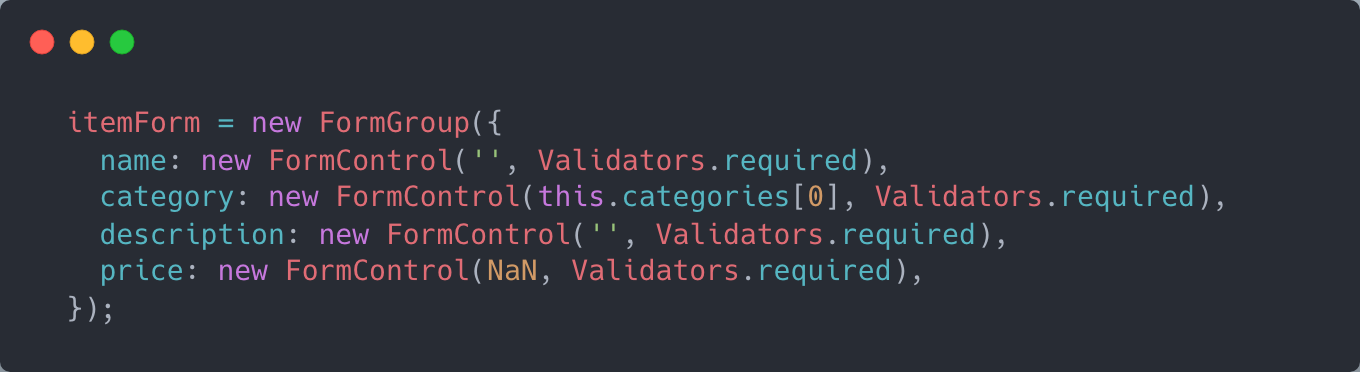 itemForm = new FormGroup({
  name: new FormControl('', Validators.required),
  category: new FormControl(this.categories[0], Validators.required),
  description: new FormControl('', Validators.required),
  price: new FormControl(NaN, Validators.required),
});